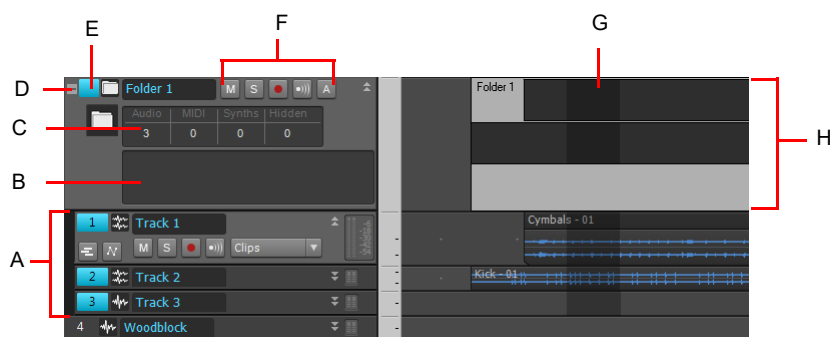 F
E
G
D
Folder 1
M S A
Folder 1
Audio MIDI Synths Hidden
C
3 0 0 0
H
B
1 Track 1
Cymbals - 01
M S Clips
A
2 Track 2
Kick - 01
3 Track 3
4 Woodblock